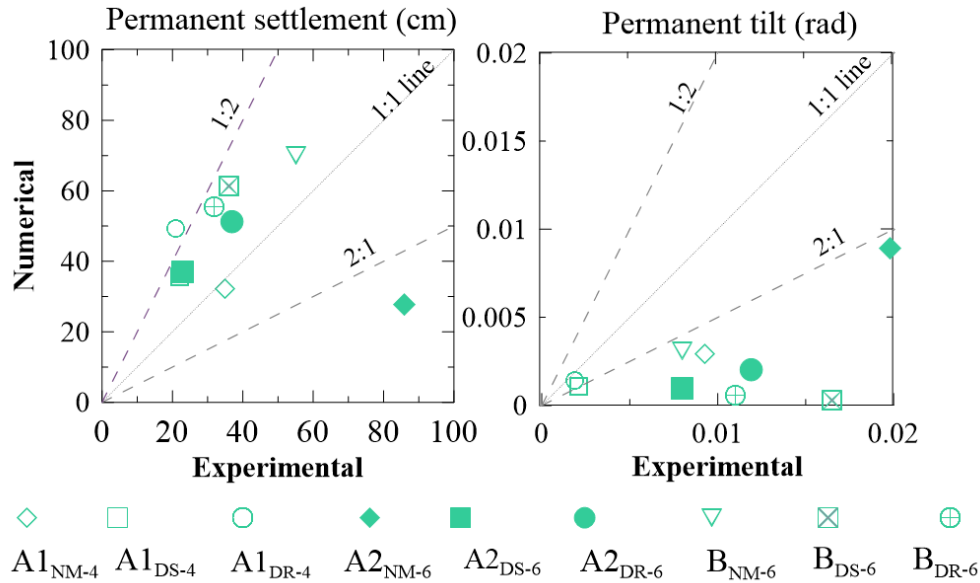 Permanent settlement (cm)
Permanent tilt (rad)
100
80
60
40
20
0
Numerical
1:2
1:1 line
2:1
0 20 40 60 80 100
Experimental
0.02
0.015
0.01
0.005
0
1:2
1:1 line
2:1
0 0.01 0.02
Experimental
A1NM-4 A1DS-4 A1DR-4 A2NM-6 A2DS-6 A2DR-6 BNM-6 BDS-6 BDR-6